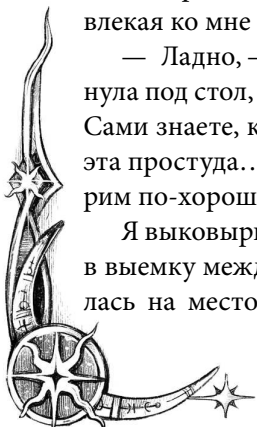 влекая ко мне
— Ладно, –
нула под стол,
Сами знаете, к
эта простуда…
рим по-хорош
Я выковыри
в выемку межд
лась на место